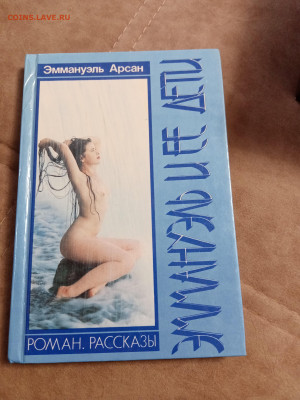 COINS.LAVE.RU
Эммануэль Арсан
ЭММАНУЭЛЬ И ЕЕ ДЕТИ
РОМАН. РАССКАЗЫ